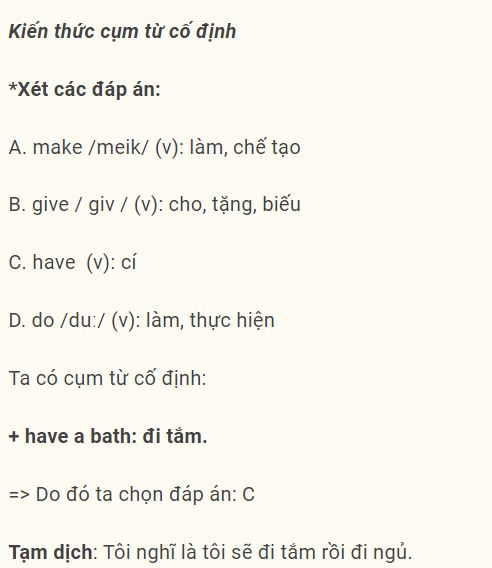 Kiến thức cụm từ cố định
*Xét các đáp án:
A. make /meik/ (v): làm, chế tạo
B. give / giv / (v): cho, tặng, biếu
C. have  (v): cí
D. do /duː/ (v): làm, thực hiện
Ta có cụm từ cố định:
+ have a bath: đi tắm.
=> Do đó ta chọn đáp án: C
Tạm dịch: Tôi nghĩ là tôi sẽ đi tắm rồi đi ngủ.